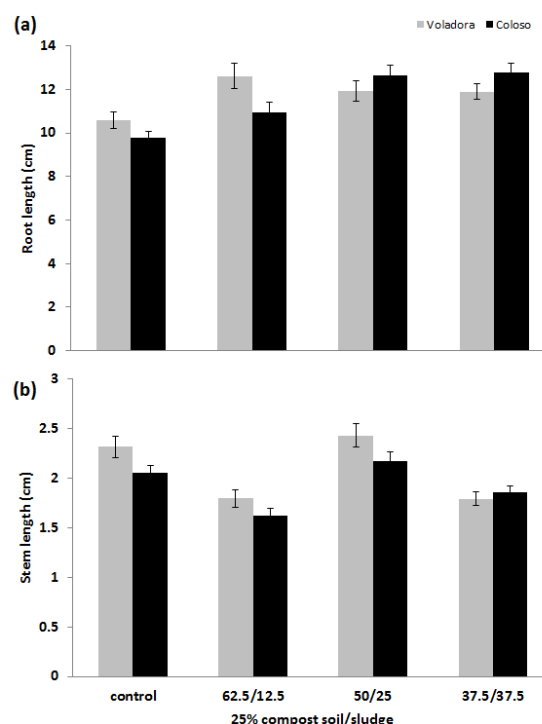 (a)
Voladora Coloso
14
12
10
8
6
4
2
0
Root length (cm)
(b)
3
2.5
2
1.5
1
0.5
0
Stem length (cm)
control 62.5/12.5 50/25 37.5/37.5
25% compost soil/sludge